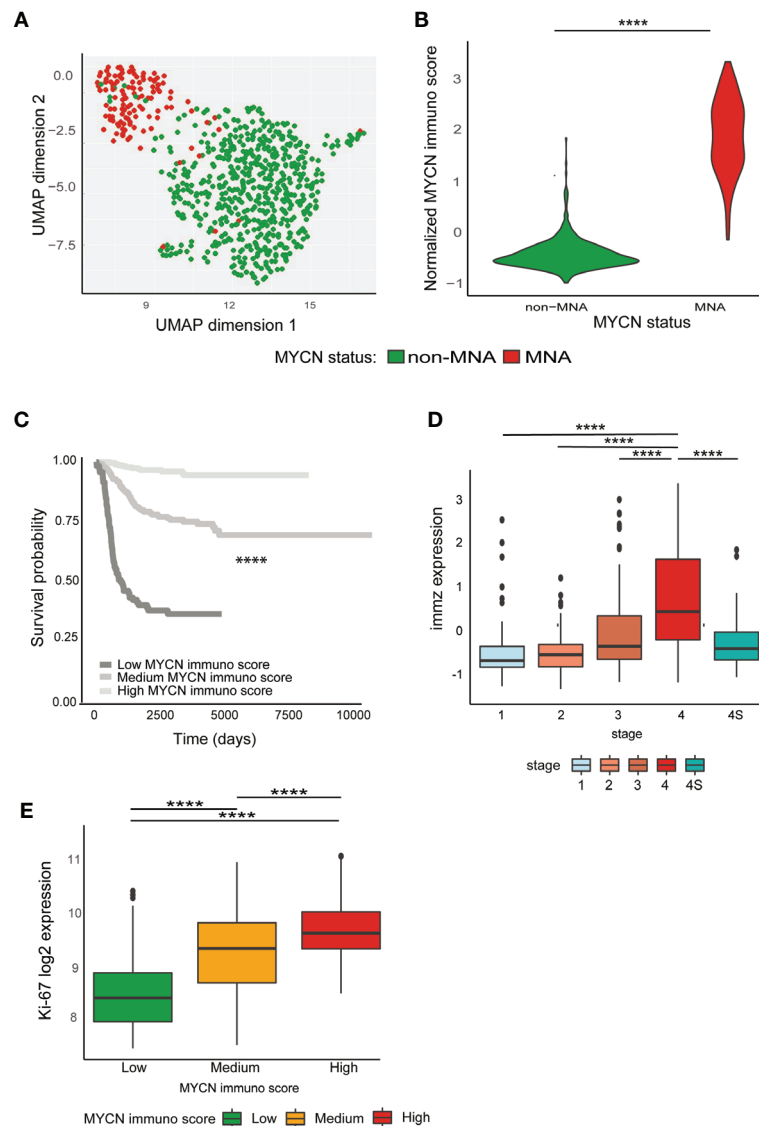 A
0.0
−2.5
−5.0
−7.5
UMAP dimension 2
9 12 15
UMAP dimension 1
B
****
3
2
1
0
−1
Normalized MYCN immuno score
non−MNA MNA
MYCN status
MYCN status: non-MNA MNA
C
1.00
0.75
0.50
0.25
0.00
Survival probability
****
Low MYCN immuno score
Medium MYCN immuno score
High MYCN immuno score
0 2500 5000 7500 10000
Time (days)
D
****
****
**** ****
3
2
1
0
-1
immz expression
1 2 3 4 4S
stage
stage
1 2 3 4 4S
E
**** ****
****
11
10
9
8
Ki-67 log2 expression
Low Medium High
MYCN immuno score
MYCN immuno score Low Medium High